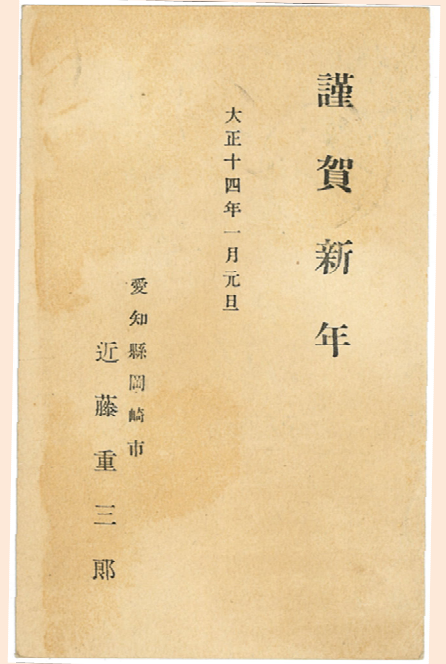 謹賀新年
大正十四年一月元旦
愛知縣岡崎市
近藤重三郎